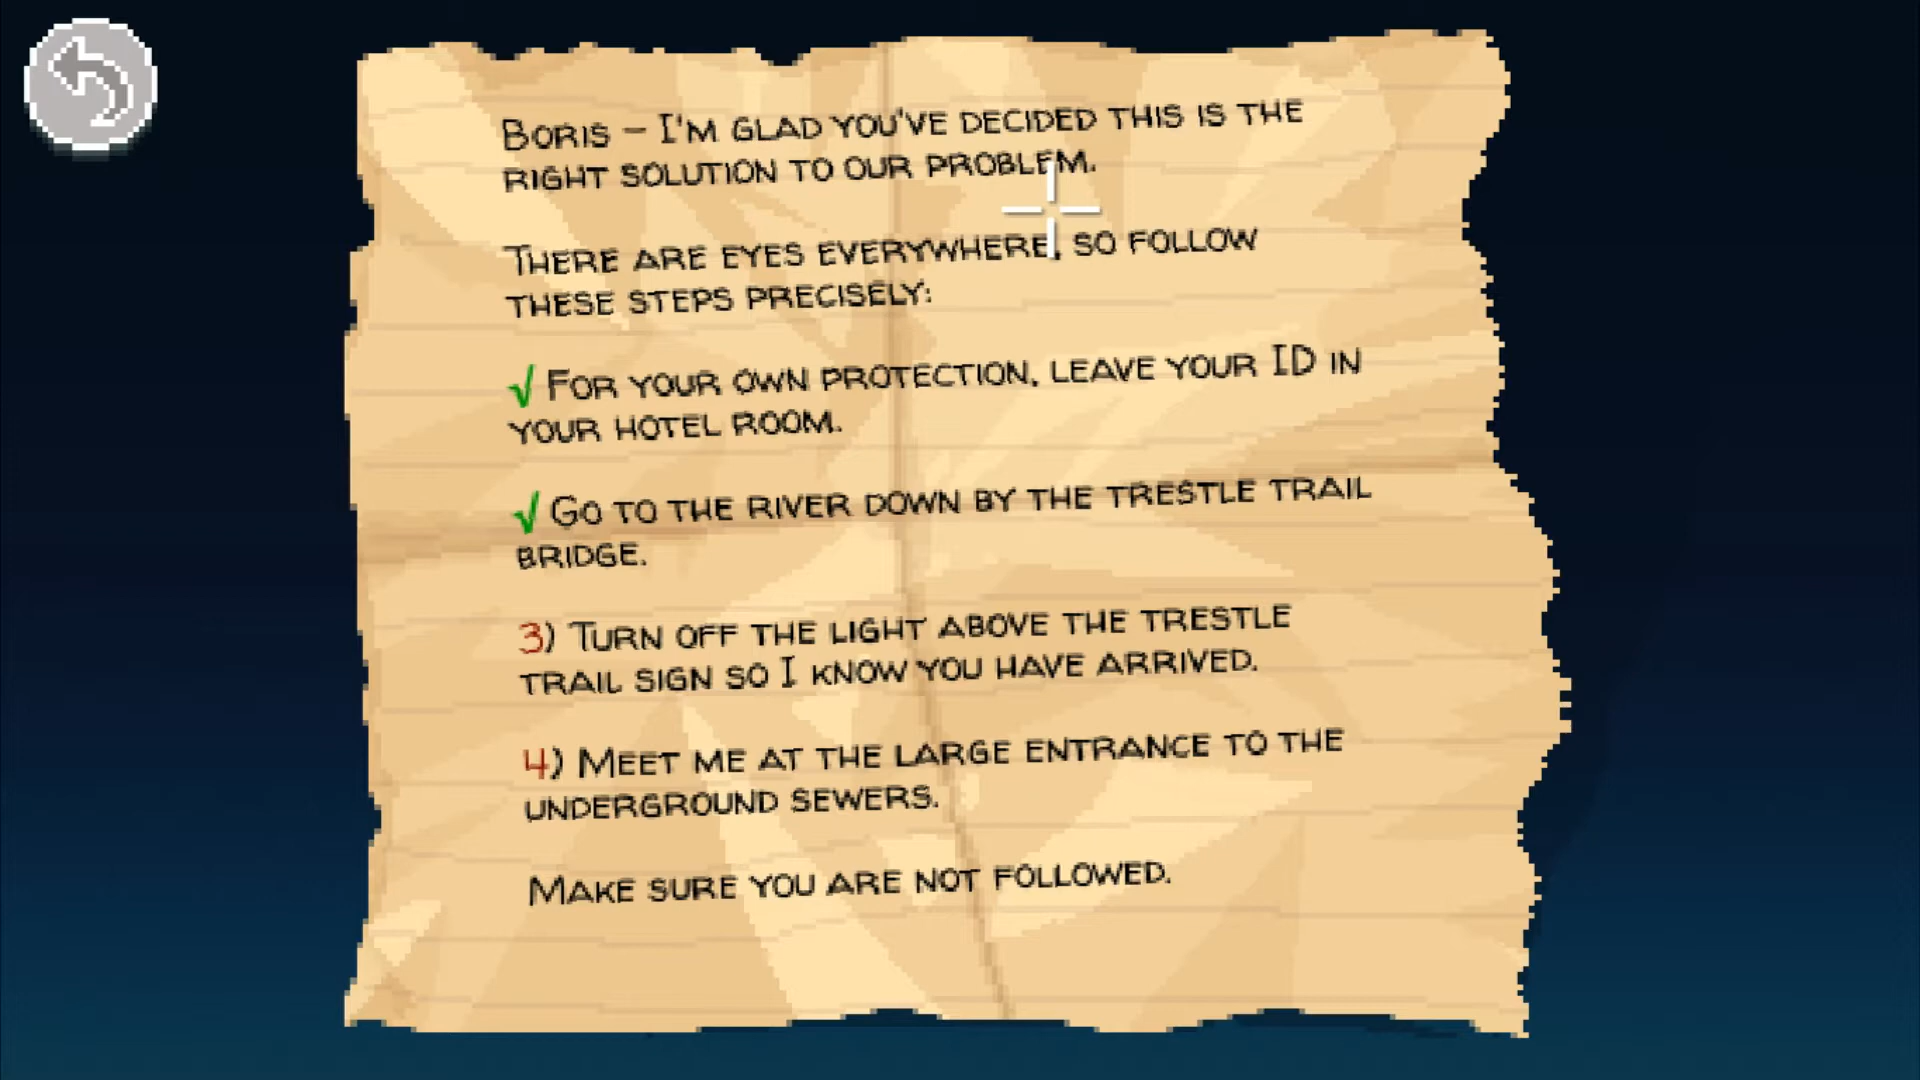 Boris – I'm glad you've decided this is the
right solution to our problem.
There are eyes everywhere, so follow
these steps precisely:
√ For your own protection, leave your ID in
your hotel room.
√ Go to the river down by the trestle trail
bridge.
3) Turn off the light above the trestle
trail sign so I know you have arrived.
4) Meet me at the large entrance to the
underground sewers.
Make sure you are not followed.